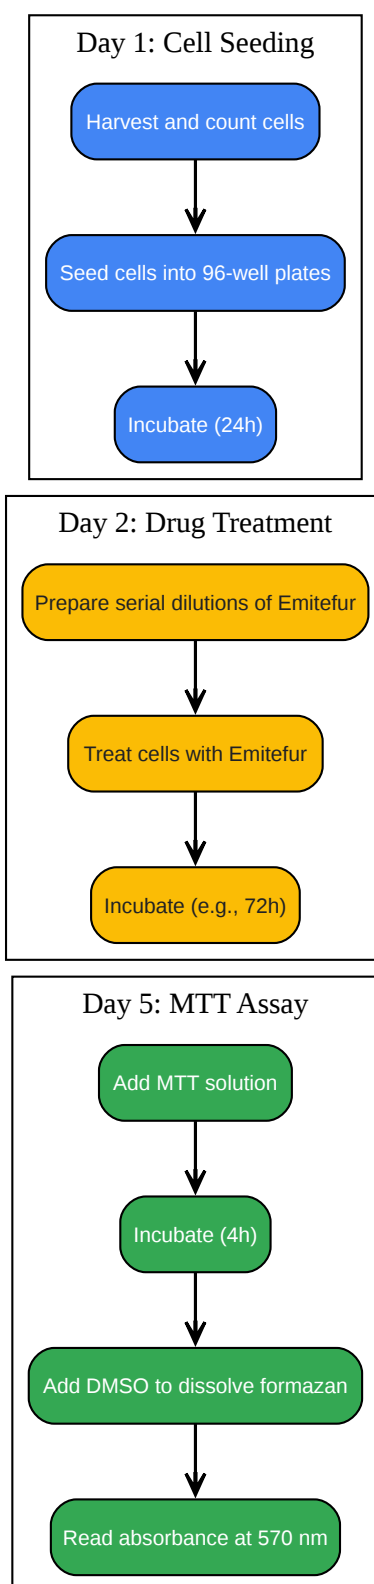 Day 1: Cell Seeding
Harvest and count cells
Seed cells into 96-well plates
Incubate (24h)
Day 2: Drug Treatment
Prepare serial dilutions of Emitefur
Treat cells with Emitefur
Incubate (e.g., 72h)
Day 5: MTT Assay
Add MTT solution
Incubate (4h)
Add DMSO to dissolve formazan
Read absorbance at 570 nm